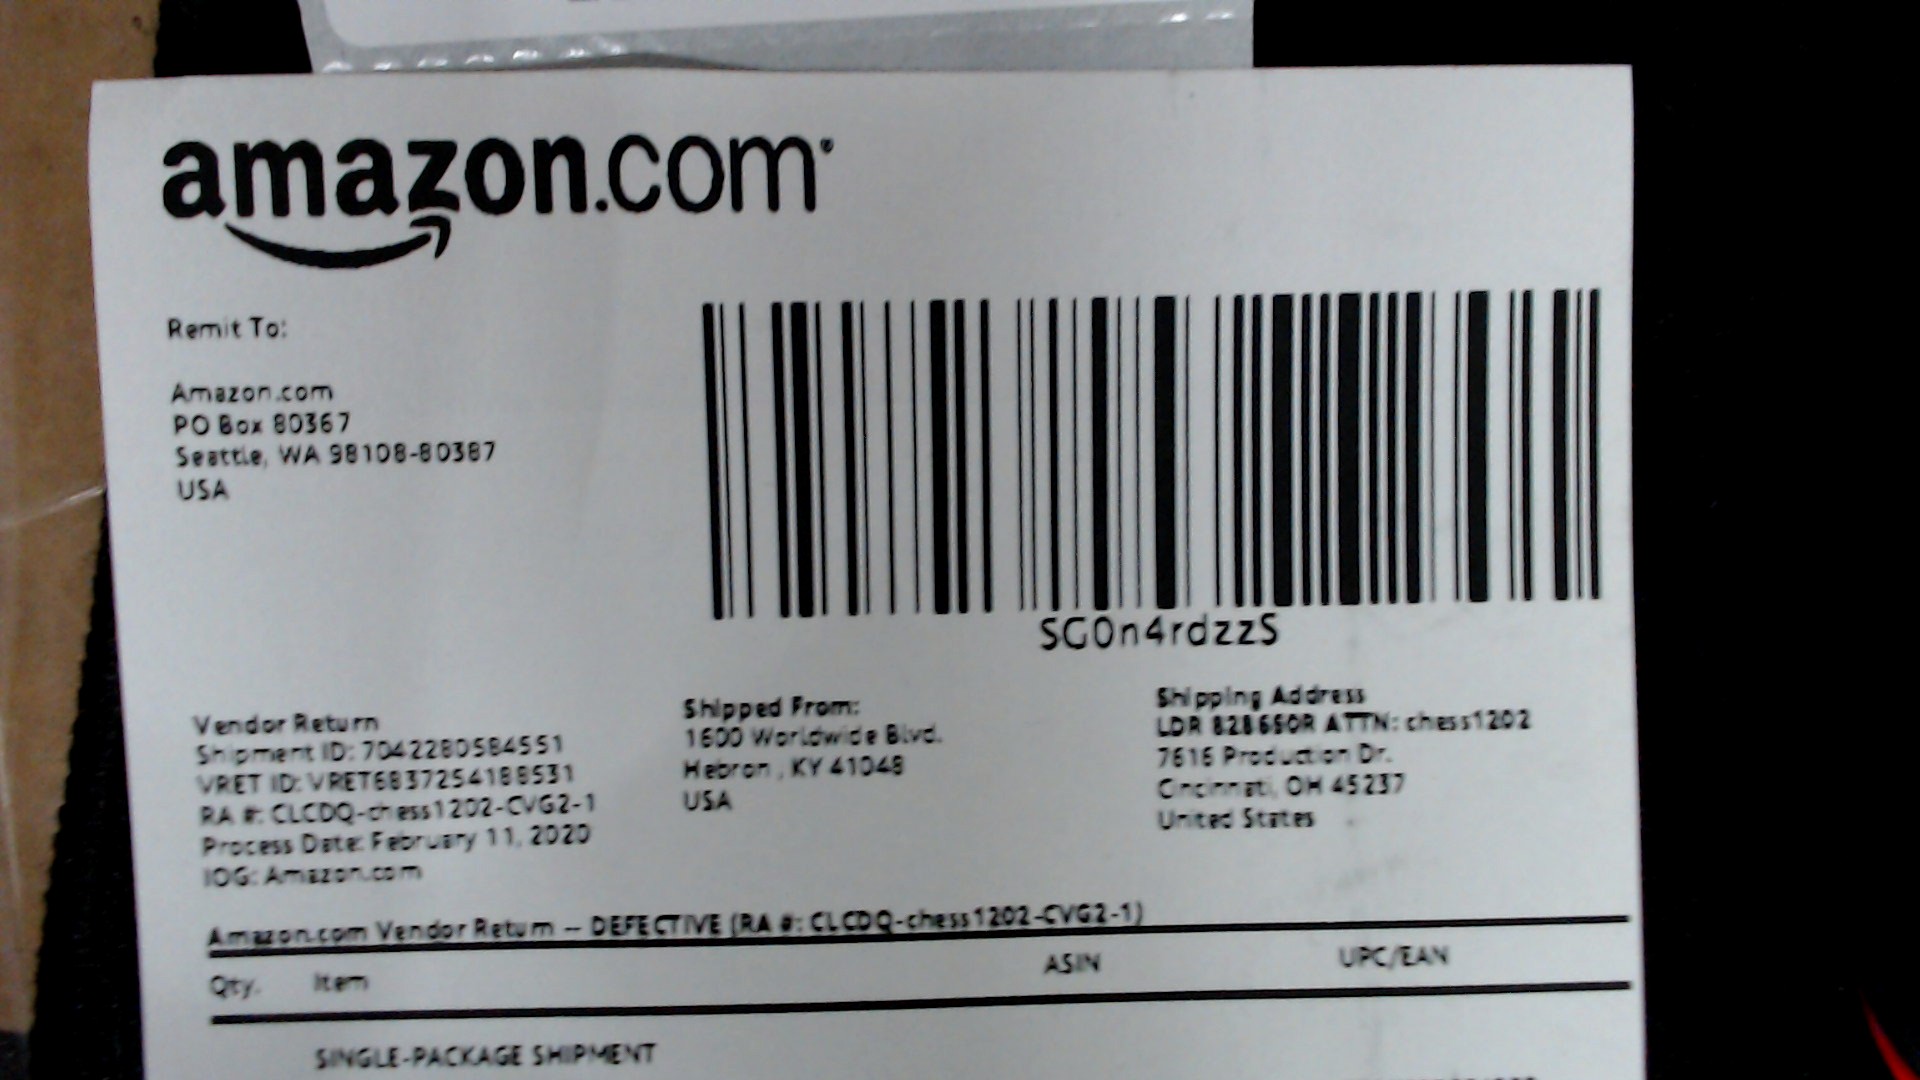 amazon.com
Remit To:
Amazon.com
PO Box 80367
Seattle, WA 98108-80387
USA
SG0n4rdzzS
Vendor Return
Shipment ID: 7042280584551
VRET ID: VRET6837254188531
RA #: CLCDQ-chess1202-CVG2-1
Process Date: February 11, 2020
IOG: Amazon.com
Shipped From:
1600 Worldwide Blvd.
Hebron , KY 41048
USA
Shipping Address
LDR 828650R ATTN: chess1202
7616 Production Dr.
Cincinnati, OH 45237
United States
Amazon.com Vendor Return -- DEFECTIVE (RA #: CLCDQ-chess1202-CVG2-1)
Qty. Item ASIN UPC/EAN
SINGLE-PACKAGE SHIPMENT